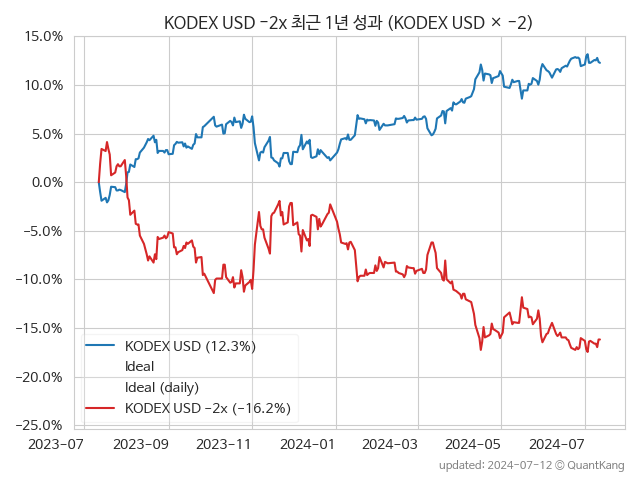 KODEX USD -2x 최근 1년 성과 (KODEX USD × -2)
15.0%
10.0%
5.0%
0.0%
-5.0%
-10.0%
-15.0%
-20.0%
-25.0%
KODEX USD (12.3%)
Ideal
Ideal (daily)
KODEX USD -2x (-16.2%)
2023-07
2023-09
2023-11
2024-01
2024-03
2024-05
2024-07
updated: 2024-07-12 © QuantKang